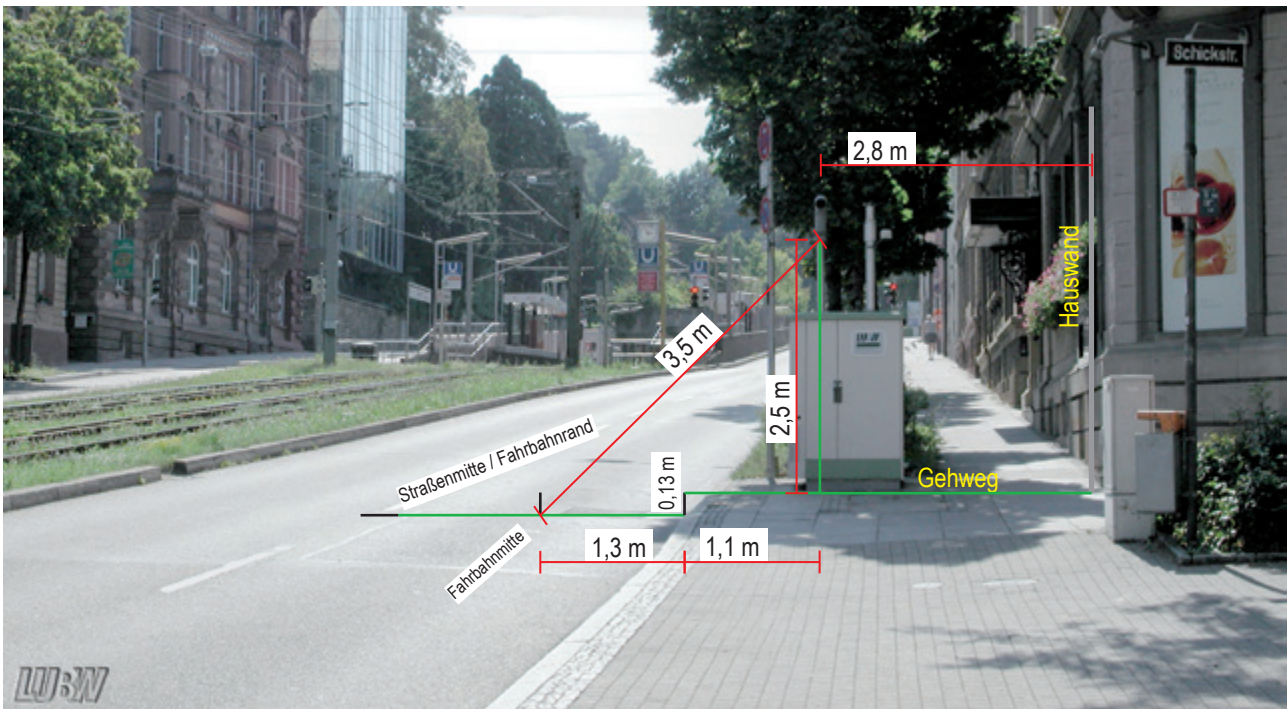 Schickstr.
2,8 m
U
U
U
Hauswand
3,5 m
2,5 m
Straßenmitte / Fahrbahnrand
0,13 m
Gehweg
Fahrbahnmitte
1,3 m
1,1 m
LUBW